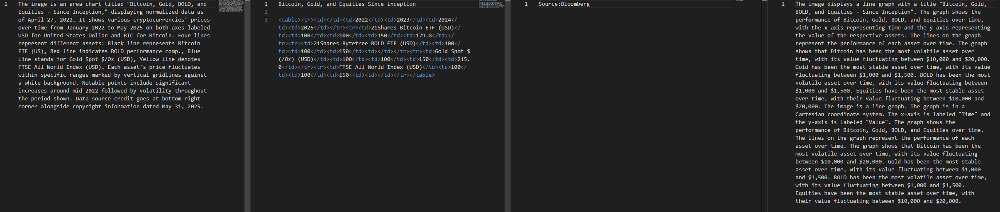 1 The image is an area chart titled "Bitcoin, Gold, BOLD, and
Equities - Since Inception," displaying normalized data as
of April 27, 2022. It shows various cryptocurrencies' prices
over time from January 2022 to May 2025 on both axes labeled
USD for United States Dollar and BTC for Bitcoin. Four lines
represent different assets: Black line represents Bitcoin
ETF (US), Red line indicates BOLD performance comp., Blue
line stands for Gold Spot $/Oz (USD), Yellow line denotes
FTSE All World Index (USD). Each asset's price fluctuates
within specific ranges marked by vertical gridlines against
a white background. Notable points include significant
increases around mid-2022 followed by volatility throughout
the period shown. Data source credit goes at bottom right
corner alongside copyright information dated May 31, 2025.
1 Bitcoin, Gold, and Equities Since inception
2
3 <table><tr><td></td><td>2022</td><td>2023</td><td>2024</
td><td>2025</td></tr><tr><td>21Shares Bitcoin ETF (USD)</
td><td>100</td><td>100</td><td>150</td><td>179.8</td></
tr><tr><td>21Shares Bytetree BOLD ETF (USD)</td><td>100</
td><td>100</td><td>150</td><td></td></tr><tr><td>Gold Spot $
(/Oz) (USD)</td><td>100</td><td>100</td><td>150</td><td>215.
0</td></tr><tr><td>FTSE All World Index (USD)</td><td>100</
td><td>100</td><td>150</td><td></td></tr></table>
1 Source:Bloomberg
1 The image displays a line graph with a title "Bitcoin, Gold,
BOLD, and Equities - Since Inception". The graph shows the
performance of Bitcoin, Gold, BOLD, and Equities over time,
with the x-axis representing time and the y-axis representing
the value of the respective assets. The lines on the graph
represent the performance of each asset over time. The graph
shows that Bitcoin has been the most volatile asset over
time, with its value fluctuating between $10,000 and $20,000.
Gold has been the most stable asset over time, with its value
fluctuating between $1,000 and $1,500. BOLD has been the most
volatile asset over time, with its value fluctuating between
$1,000 and $1,500. Equities have been the most stable asset
over time, with their value fluctuating between $10,000 and
$20,000. The image is a line graph. The graph is in a
Cartesian coordinate system. The x-axis is labeled "Time" and
the y-axis is labeled "Value". The graph shows the
performance of Bitcoin, Gold, BOLD, and Equities over time.
The lines on the graph represent the performance of each
asset over time. The graph shows that Bitcoin has been the
most volatile asset over time, with its value fluctuating
between $10,000 and $20,000. Gold has been the most stable
asset over time, with its value fluctuating between $1,000
and $1,500. BOLD has been the most volatile asset over time,
with its value fluctuating between $1,000 and $1,500.
Equities have been the most stable asset over time, with
their value fluctuating between $10,000 and $20,000.